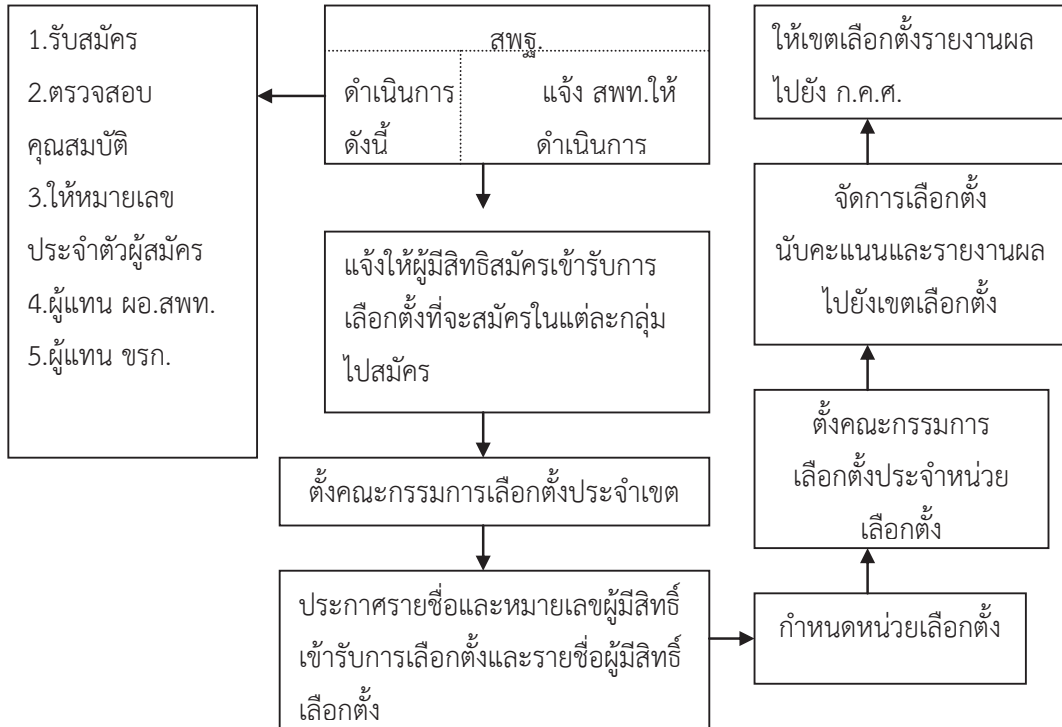 1.รับสมัคร
2.ตรวจสอบ
คุณสมบัติ
3.ให้หมายเลข
ประจำตัวผู้สมัคร
4.ผู้แทน ผอ.สพท.
5.ผู้แทน ขรก.
สพฐ.
ดำเนินการ
ดังนี้
แจ้ง สพท.ให้
ดำเนินการ
แจ้งให้ผู้มีสิทธิสมัครเข้ารับการ
เลือกตั้งที่จะสมัครในแต่ละกลุ่ม
ไปสมัคร
ตั้งคณะกรรมการเลือกตั้งประจำเขต
ประกาศรายชื่อและหมายเลขผู้มีสิทธิ์
เข้ารับการเลือกตั้งและรายชื่อผู้มีสิทธิ์
เลือกตั้ง
กำหนดหน่วยเลือกตั้ง
ตั้งคณะกรรมการ
เลือกตั้งประจำหน่วย
เลือกตั้ง
จัดการเลือกตั้ง
นับคะแนนและรายงานผล
ไปยังเขตเลือกตั้ง
ให้เขตเลือกตั้งรายงานผล
ไปยัง ก.ค.ศ.